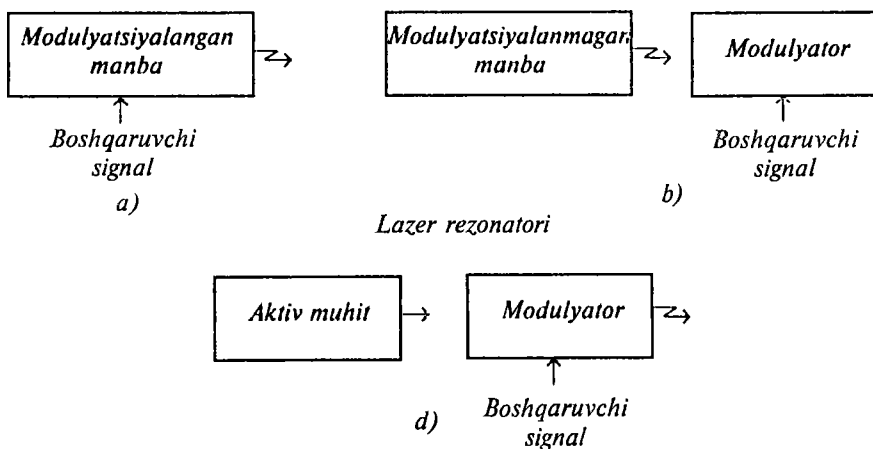 Modulyatsiyalangan
manba
Boshqaruvchi
signal
a)
Modulyatsiyalanmagan
manba
Modulyator
Boshqaruvchi
signal
b)
Lazer rezonatori
Aktiv muhit
Modulyator
Boshqaruvchi
signal
d)